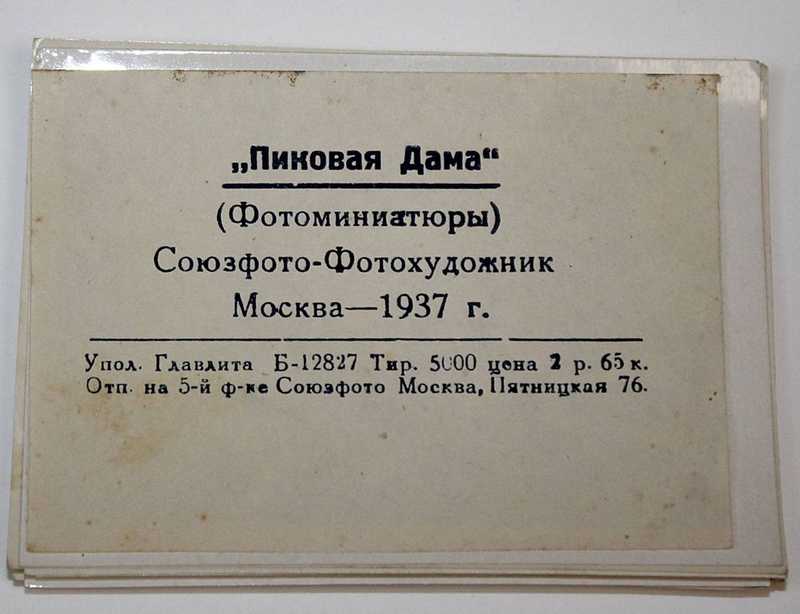 „Пиковая Дама“
(Фотоминиатюры)
Союзфото-Фотохудожник
Москва—1937 г.
Упол. Главлита Б-12827 Тир. 5000 цена 2 р. 65 к.
Отп. на 5-й ф-ке Союзфото Москва, Пятницкая 76.